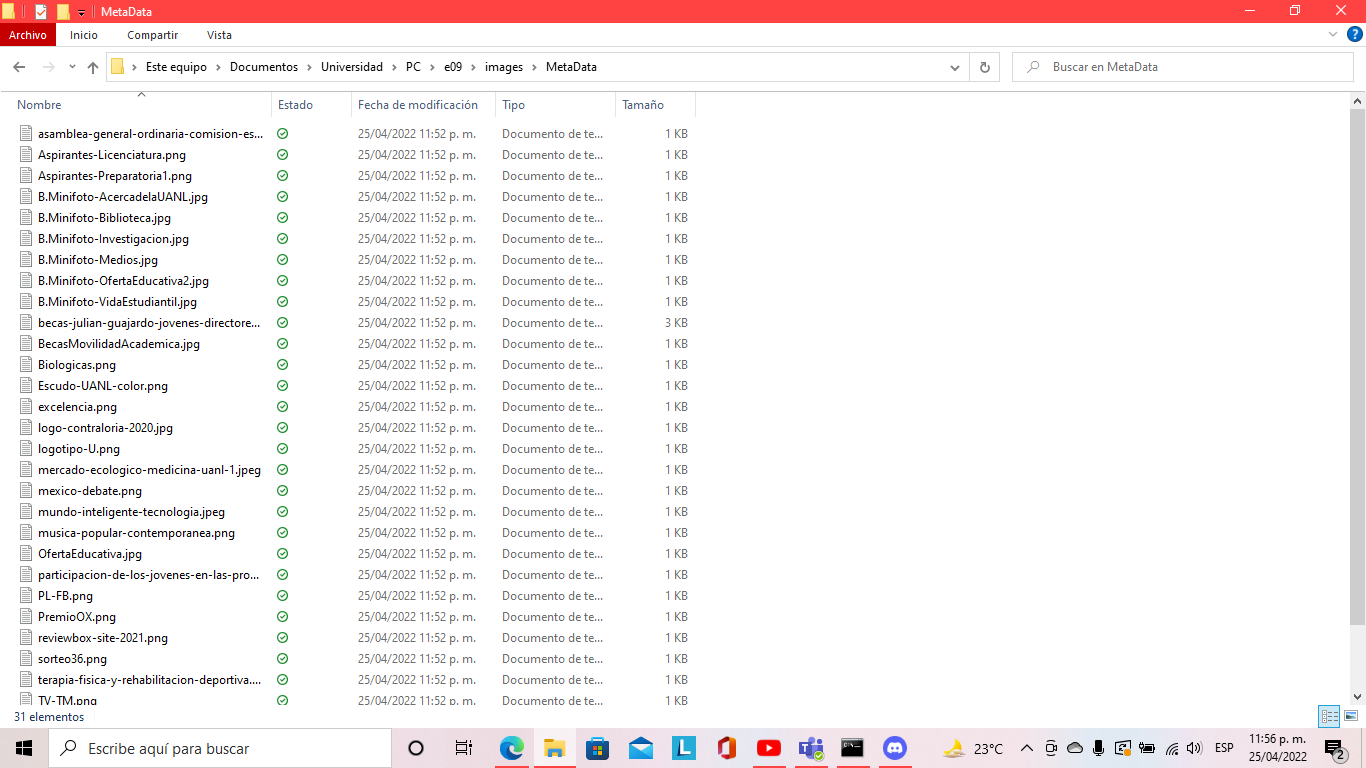 MetaData
Archivo Inicio Compartir Vista
Este equipo Documentos Universidad PC e09 images MetaData Buscar en MetaData
Nombre Estado Fecha de modificación Tipo Tamaño
asamblea-general-ordinaria-comision-es... 25/04/2022 11:52 p. m. Documento de te... 1 KB
Aspirantes-Licenciatura.png 25/04/2022 11:52 p. m. Documento de te... 1 KB
Aspirantes-Preparatoria1.png 25/04/2022 11:52 p. m. Documento de te... 1 KB
B.Minifoto-AcercadelaUANL.jpg 25/04/2022 11:52 p. m. Documento de te... 1 KB
B.Minifoto-Biblioteca.jpg 25/04/2022 11:52 p. m. Documento de te... 1 KB
B.Minifoto-Investigacion.jpg 25/04/2022 11:52 p. m. Documento de te... 1 KB
B.Minifoto-Medios.jpg 25/04/2022 11:52 p. m. Documento de te... 1 KB
B.Minifoto-OfertaEducativa2.jpg 25/04/2022 11:52 p. m. Documento de te... 1 KB
B.Minifoto-VidaEstudiantil.jpg 25/04/2022 11:52 p. m. Documento de te... 1 KB
becas-julian-guajardo-jovenes-directore... 25/04/2022 11:52 p. m. Documento de te... 3 KB
BecasMovilidadAcademica.jpg 25/04/2022 11:52 p. m. Documento de te... 1 KB
Biologicas.png 25/04/2022 11:52 p. m. Documento de te... 1 KB
Escudo-UANL-color.png 25/04/2022 11:52 p. m. Documento de te... 1 KB
excelencia.png 25/04/2022 11:52 p. m. Documento de te... 1 KB
logo-contraloria-2020.jpg 25/04/2022 11:52 p. m. Documento de te... 1 KB
logotipo-U.png 25/04/2022 11:52 p. m. Documento de te... 1 KB
mercado-ecologico-medicina-uanl-1.jpeg 25/04/2022 11:52 p. m. Documento de te... 1 KB
mexico-debate.png 25/04/2022 11:52 p. m. Documento de te... 1 KB
mundo-inteligente-tecnologia.jpeg 25/04/2022 11:52 p. m. Documento de te... 1 KB
musica-popular-contemporanea.png 25/04/2022 11:52 p. m. Documento de te... 1 KB
OfertaEducativa.jpg 25/04/2022 11:52 p. m. Documento de te... 1 KB
participacion-de-los-jovenes-en-las-pro... 25/04/2022 11:52 p. m. Documento de te... 1 KB
PL-FB.png 25/04/2022 11:52 p. m. Documento de te... 1 KB
PremioOX.png 25/04/2022 11:52 p. m. Documento de te... 1 KB
reviewbox-site-2021.png 25/04/2022 11:52 p. m. Documento de te... 1 KB
sorteo36.png 25/04/2022 11:52 p. m. Documento de te... 1 KB
terapia-fisica-y-rehabilitacion-deportiva.... 25/04/2022 11:52 p. m. Documento de te... 1 KB
TV-TM.png 25/04/2022 11:52 p. m. Documento de te... 1 KB
31 elementos
Escribe aquí para buscar 23°C ESP 11:56 p. m.
25/04/2022 2